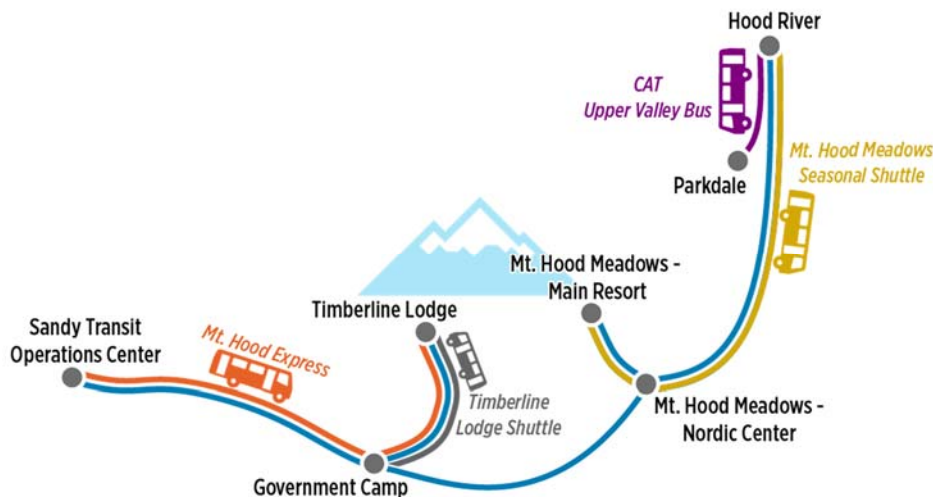 Hood River
CAT
Upper Valley Bus
Mt. Hood Meadows
Seasonal Shuttle
Parkdale
Mt. Hood Meadows -
Main Resort
Timberline Lodge
Sandy Transit
Operations Center
Mt. Hood Express
Timberline
Lodge Shuttle
Mt. Hood Meadows -
Nordic Center
Government Camp